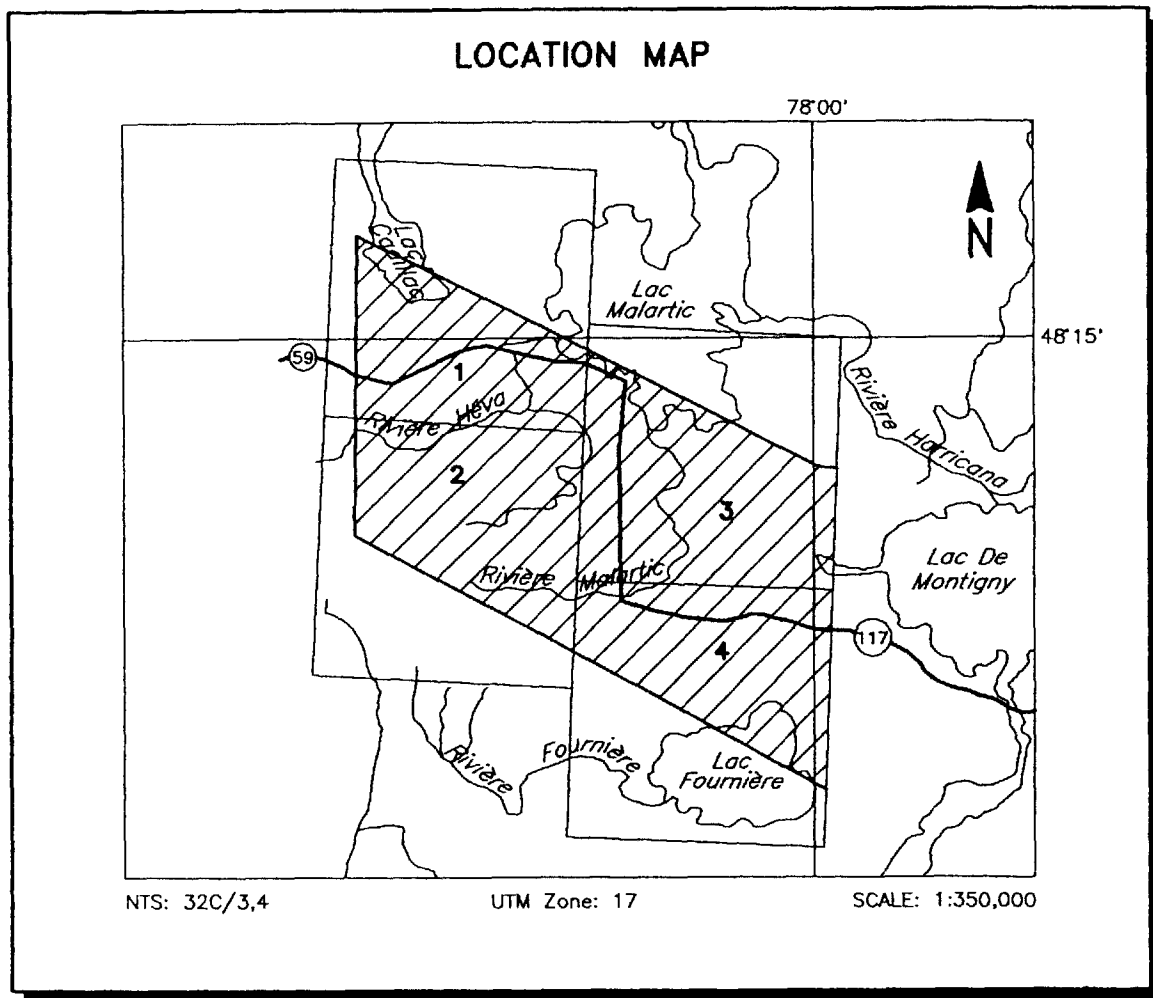 LOCATION MAP
78°00'
N
Lac
Cadillac
Lac
Malartic
48°15'
59
1
Rivière Héva
Rivière Harricana
2
3
Lac De
Montigny
Rivière Malartic
117
4
Rivière Fournière
Lac
Fournière
NTS: 32C/3,4
UTM Zone: 17
SCALE: 1:350,000